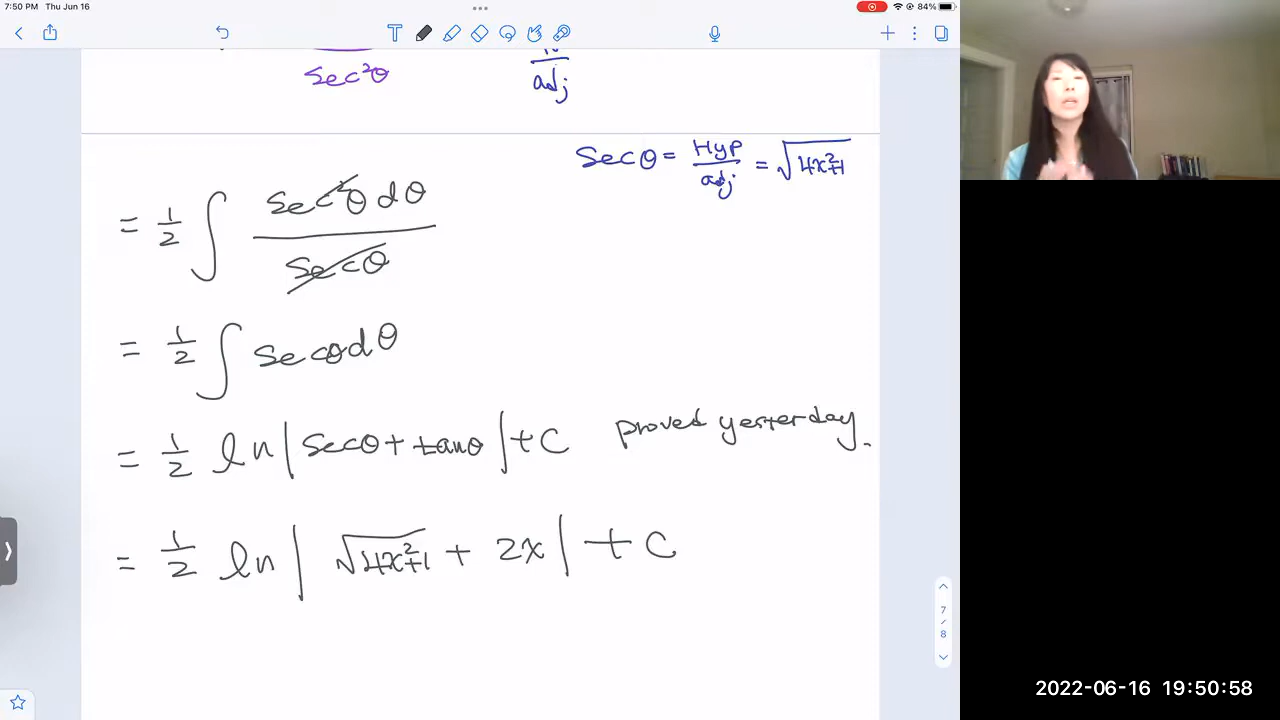 7:50 PM Thu Jun 16
84%
sec²θ
adj
secθ = Hyp/adj = √4x²+1
= 1/2 ∫ sec²θ dθ / secθ
= 1/2 ∫ secθ dθ
= 1/2 ln|secθ + tanθ| + C proved yesterday.
= 1/2 ln|√4x²+1 + 2x| + C
7
/
8
2022-06-16 19:50:58